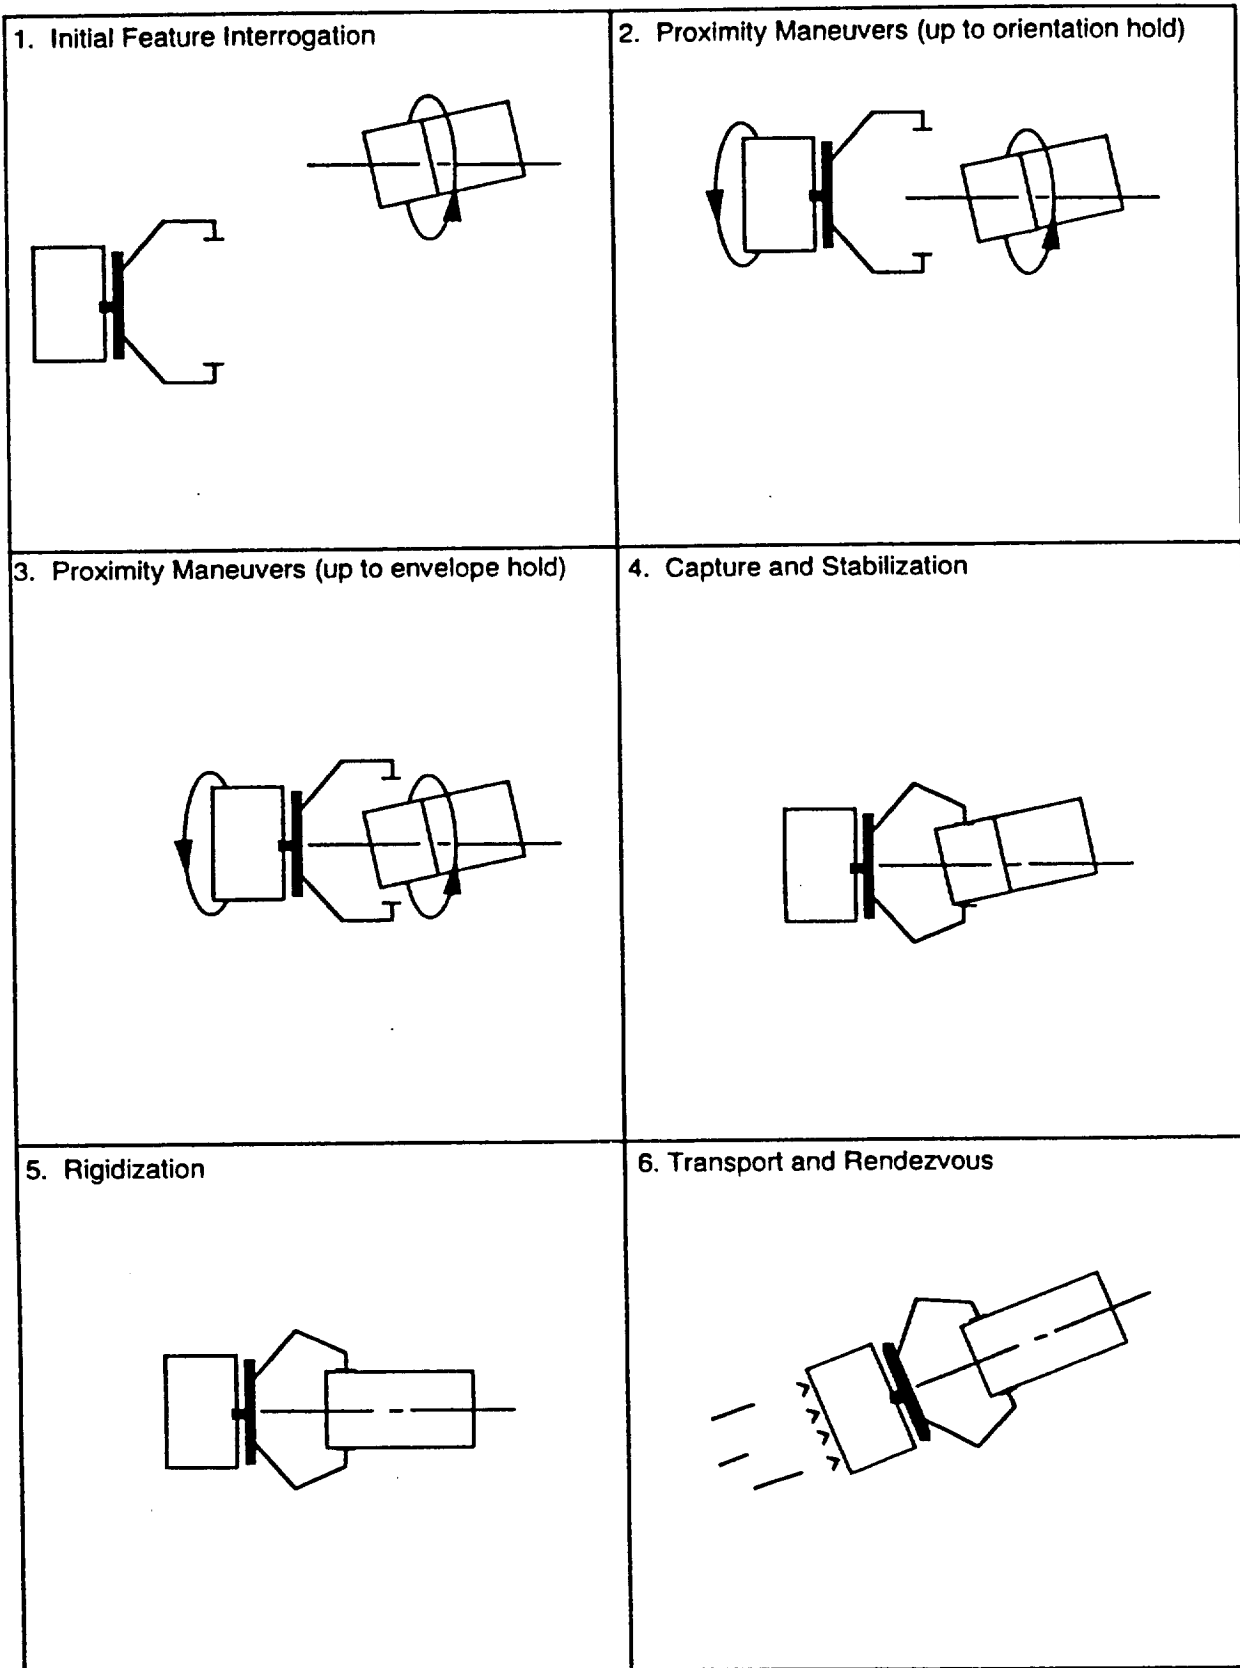 1. Initial Feature Interrogation
2. Proximity Maneuvers (up to orientation hold)
3. Proximity Maneuvers (up to envelope hold)
4. Capture and Stabilization
5. Rigidization
6. Transport and Rendezvous